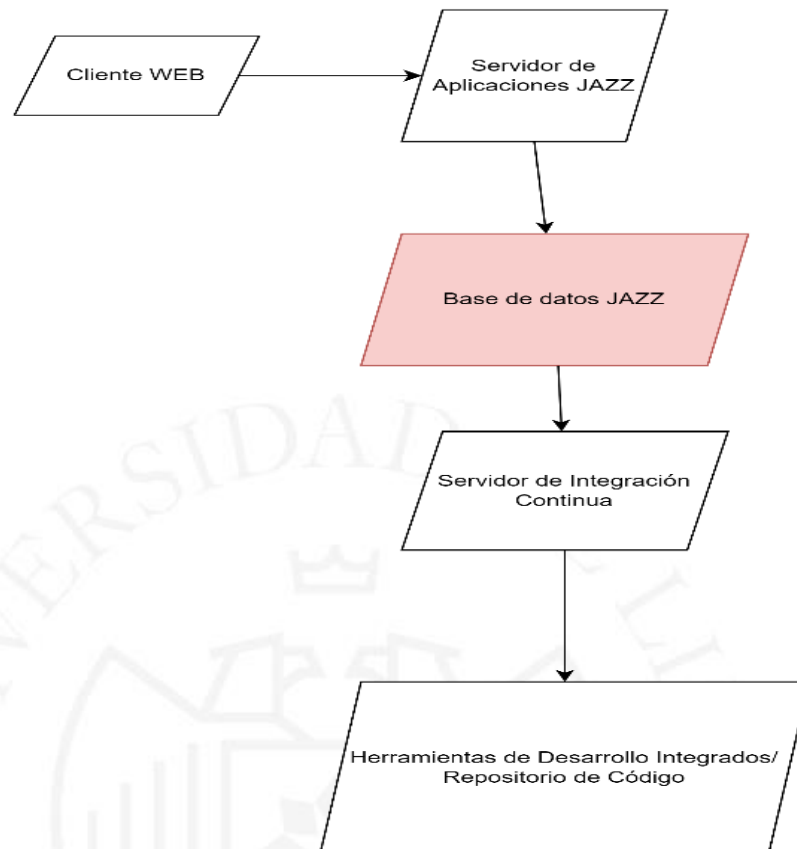 Cliente WEB
Servidor de
Aplicaciones JAZZ
Base de datos JAZZ
Servidor de Integración
Continua
Herramientas de Desarrollo Integrados/
Repositorio de Código